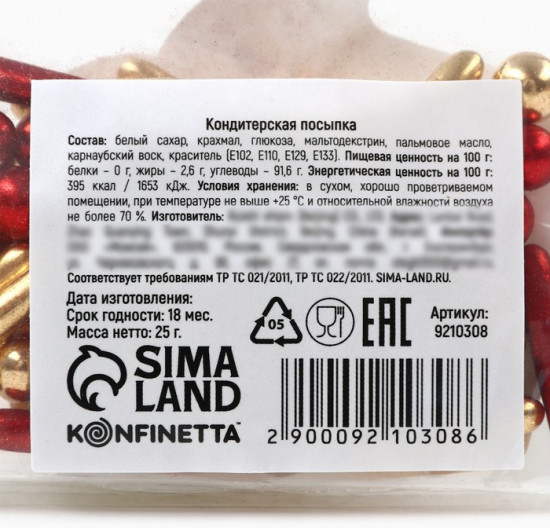 Кондитерская посыпка
Состав: белый сахар, крахмал, глюкоза, мальтодекстрин, пальмовое масло,
карнаубский воск, краситель (Е102, Е110, Е129, Е133). Пищевая ценность на 100 г:
белки – 0 г, жиры – 2,6 г, углеводы – 91,6 г. Энергетическая ценность на 100 г:
395 ккал / 1653 кДж. Условия хранения: в сухом, хорошо проветриваемом
помещении, при температуре не выше +25 °С и относительной влажности воздуха
не более 70 %. Изготовитель:
Соответствует требованиям ТР ТС 021/2011, ТР ТС 022/2011. SIMA-LAND.RU.
Дата изготовления:
Срок годности: 18 мес.
Масса нетто: 25 г.
05
EAC
Артикул:
9210308
SIMA
LAND
KONFINETTA™
2 900092 103086